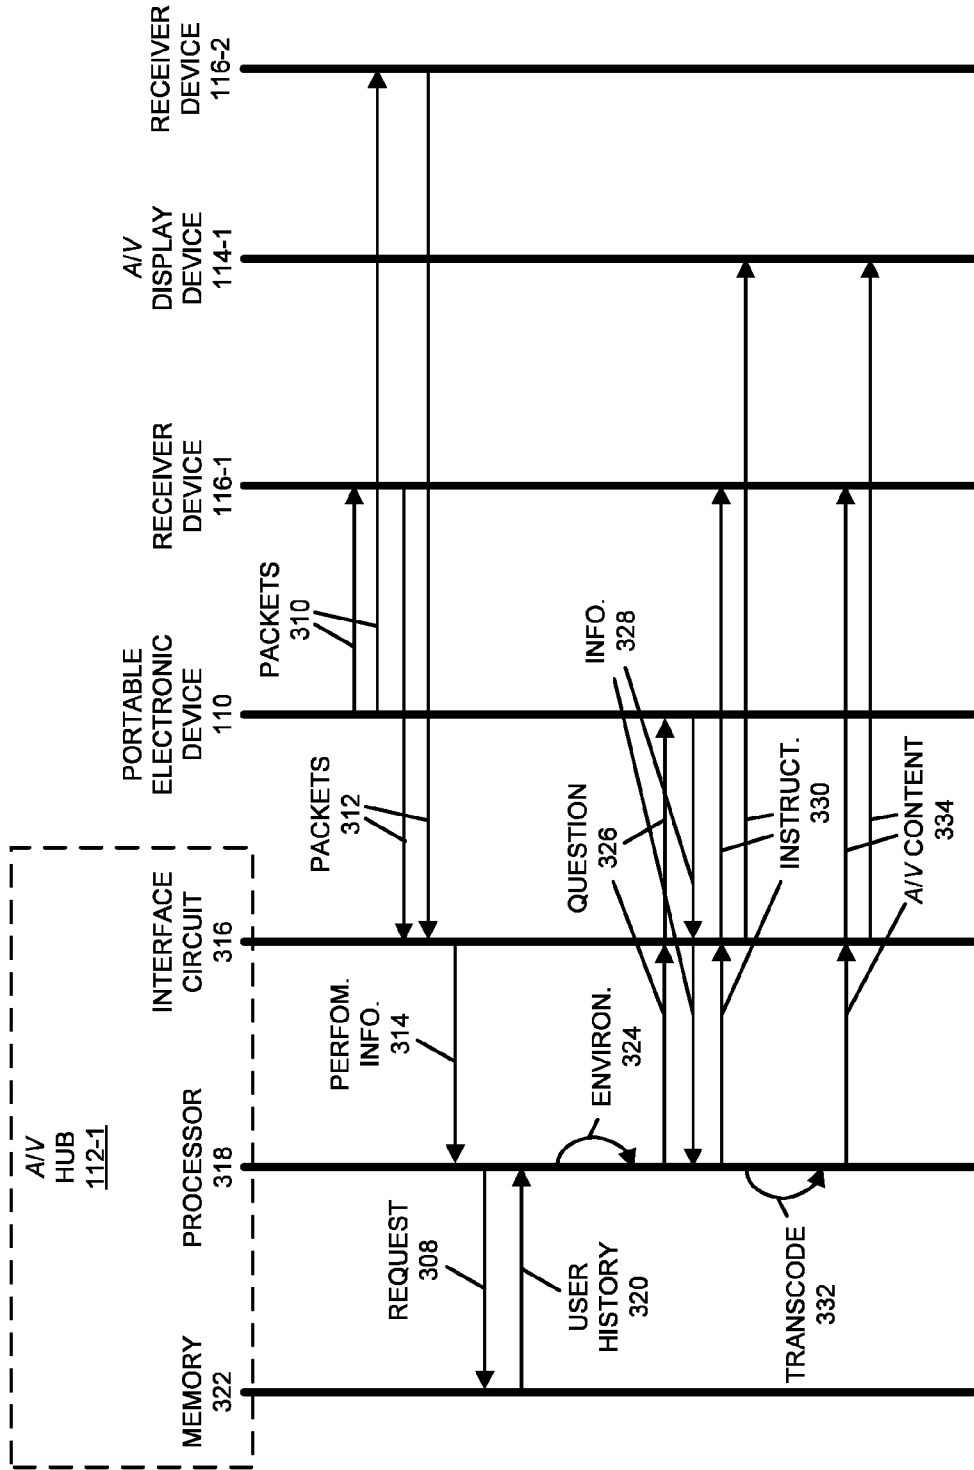 A/V
HUB
112-1
MEMORY
322
PROCESSOR
318
INTERFACE
CIRCUIT
316
PORTABLE
ELECTRONIC
DEVICE
110
RECEIVER
DEVICE
116-1
A/V
DISPLAY
DEVICE
114-1
RECEIVER
DEVICE
116-2
PACKETS
310
PACKETS
312
PERFOM.
INFO.
314
REQUEST
308
USER
HISTORY
320
ENVIRON.
324
QUESTION
326
INFO.
328
INSTRUCT.
330
TRANSCODE
332
A/V CONTENT
334